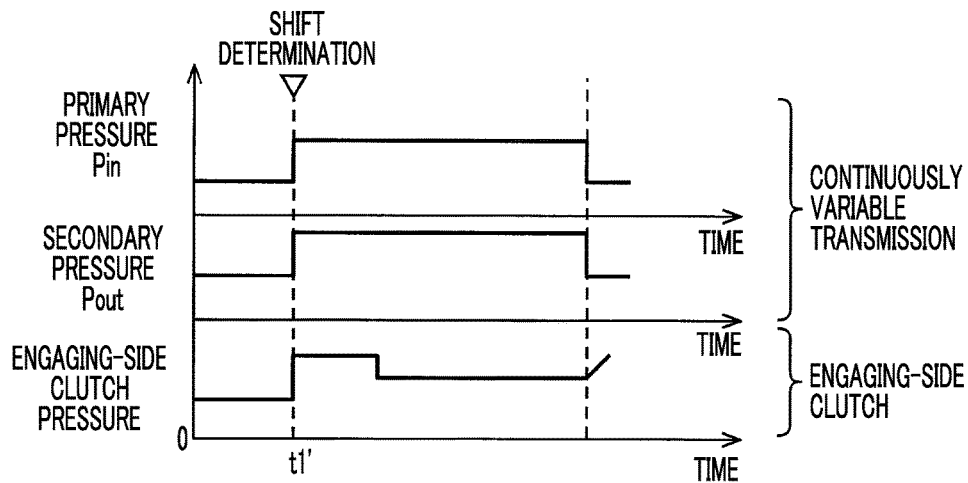 SHIFT
DETERMINATION
PRIMARY
PRESSURE
Pin
TIME
SECONDARY
PRESSURE
Pout
TIME
CONTINUOUSLY
VARIABLE
TRANSMISSION
ENGAGING-SIDE
CLUTCH
PRESSURE
0
t1'
TIME
ENGAGING-SIDE
CLUTCH